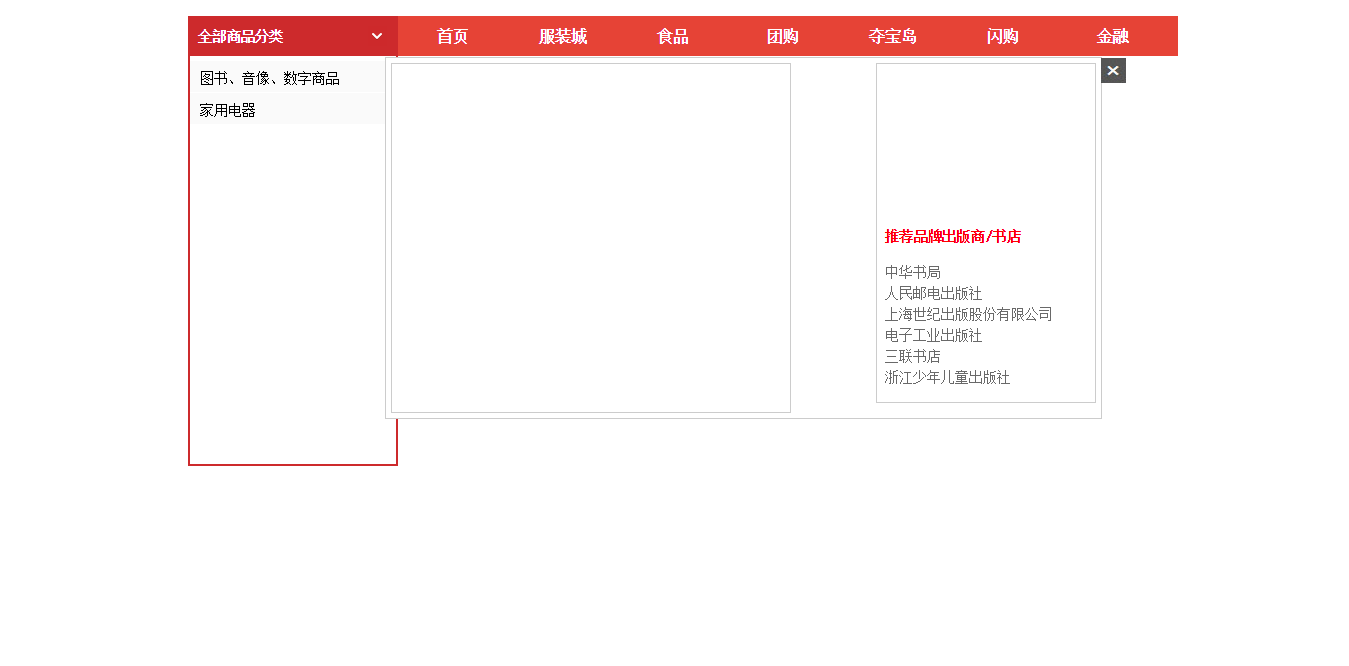 全部商品分类 首页 服装城 食品 团购 夺宝岛 闪购 金融
图书、音像、数字商品
家用电器
推荐品牌出版商/书店
中华书局
人民邮电出版社
上海世纪出版股份有限公司
电子工业出版社
三联书店
浙江少年儿童出版社